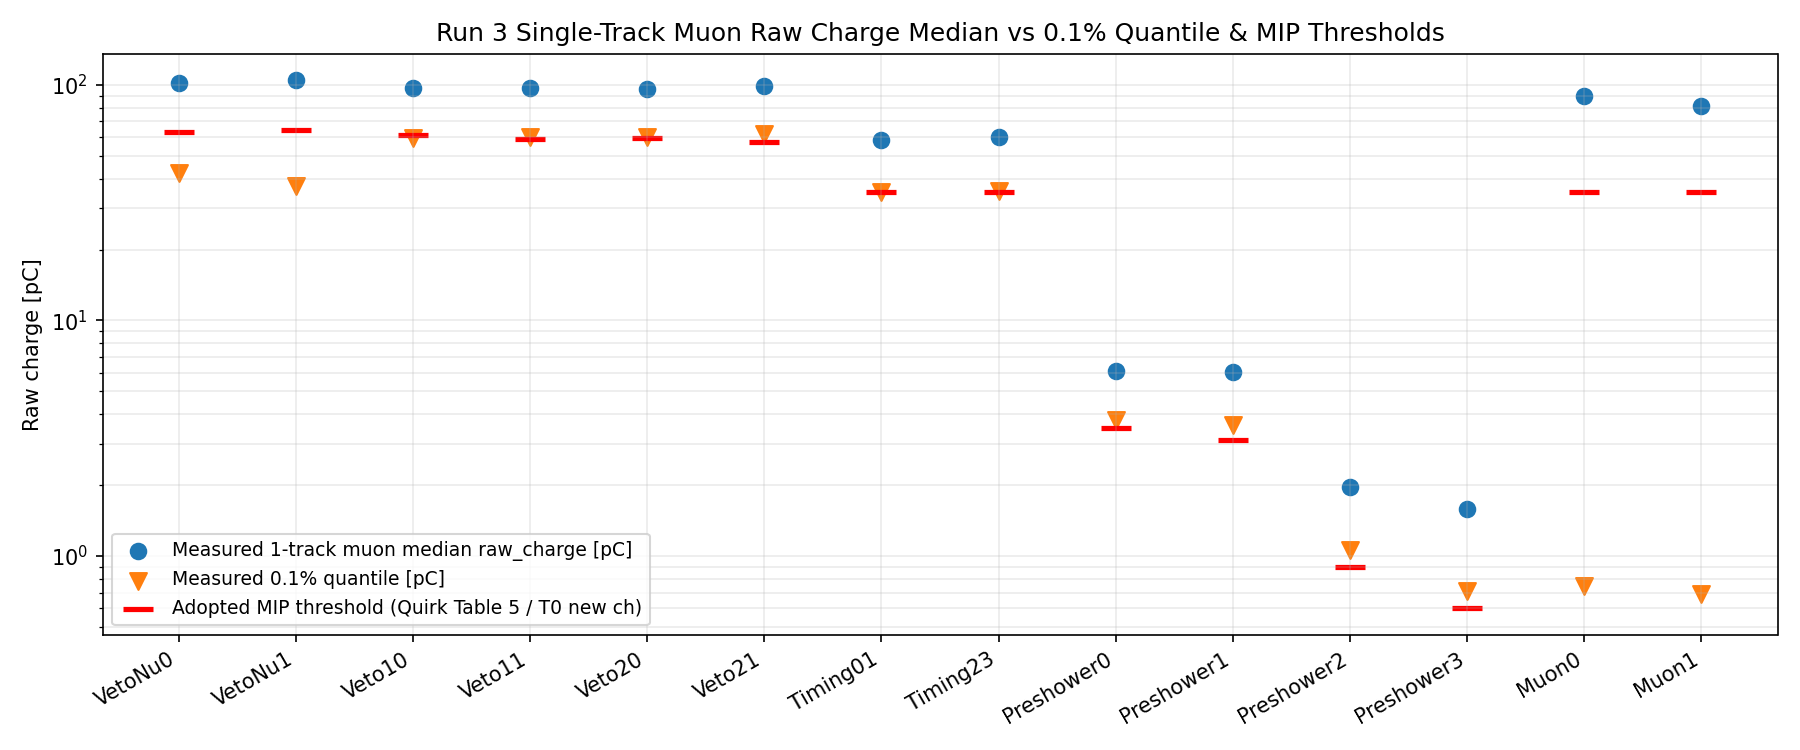 Run 3 Single-Track Muon Raw Charge Median vs 0.1% Quantile & MIP Thresholds
Raw charge [pC]
10²
10¹
10⁰
Measured 1-track muon median raw_charge [pC]
Measured 0.1% quantile [pC]
Adopted MIP threshold (Quirk Table 5 / T0 new ch)
VetoNu0
VetoNu1
Veto10
Veto11
Veto20
Veto21
Timing01
Timing23
Preshower0
Preshower1
Preshower2
Preshower3
Muon0
Muon1